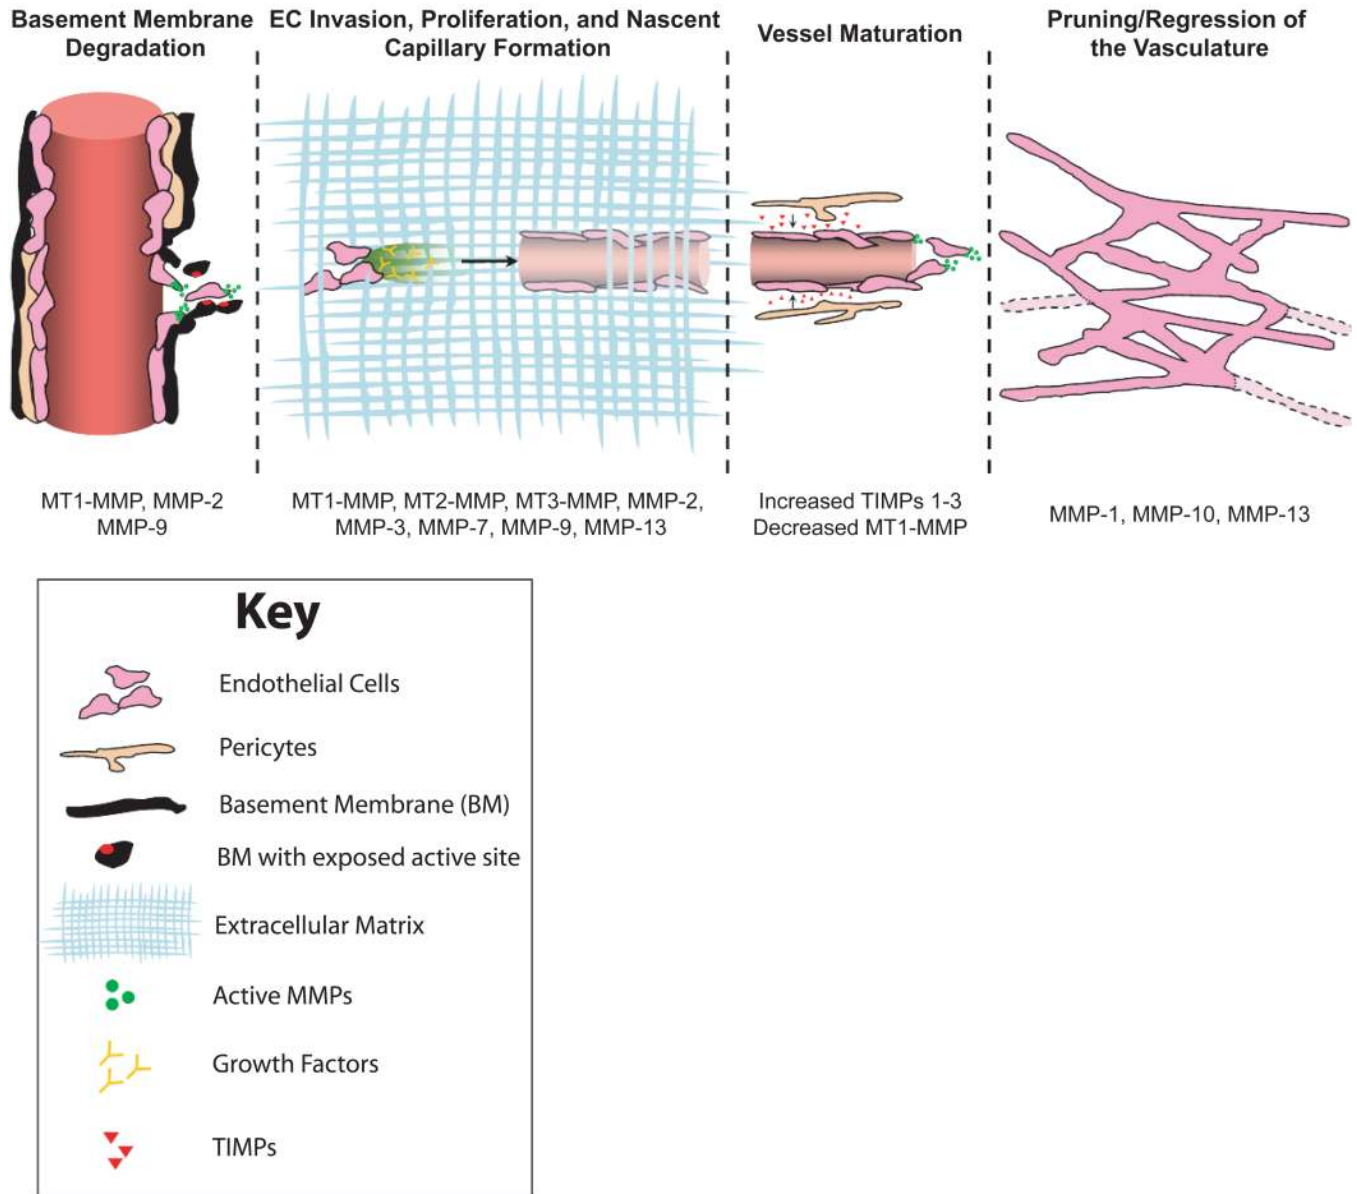 Basement Membrane
Degradation
EC Invasion, Proliferation, and Nascent
Capillary Formation
Vessel Maturation
Pruning/Regression of
the Vasculature
MT1-MMP, MMP-2
MMP-9
MT1-MMP, MT2-MMP, MT3-MMP, MMP-2,
MMP-3, MMP-7, MMP-9, MMP-13
Increased TIMPs 1-3
Decreased MT1-MMP
MMP-1, MMP-10, MMP-13
Key
Endothelial Cells
Pericytes
Basement Membrane (BM)
BM with exposed active site
Extracellular Matrix
Active MMPs
Growth Factors
TIMPs